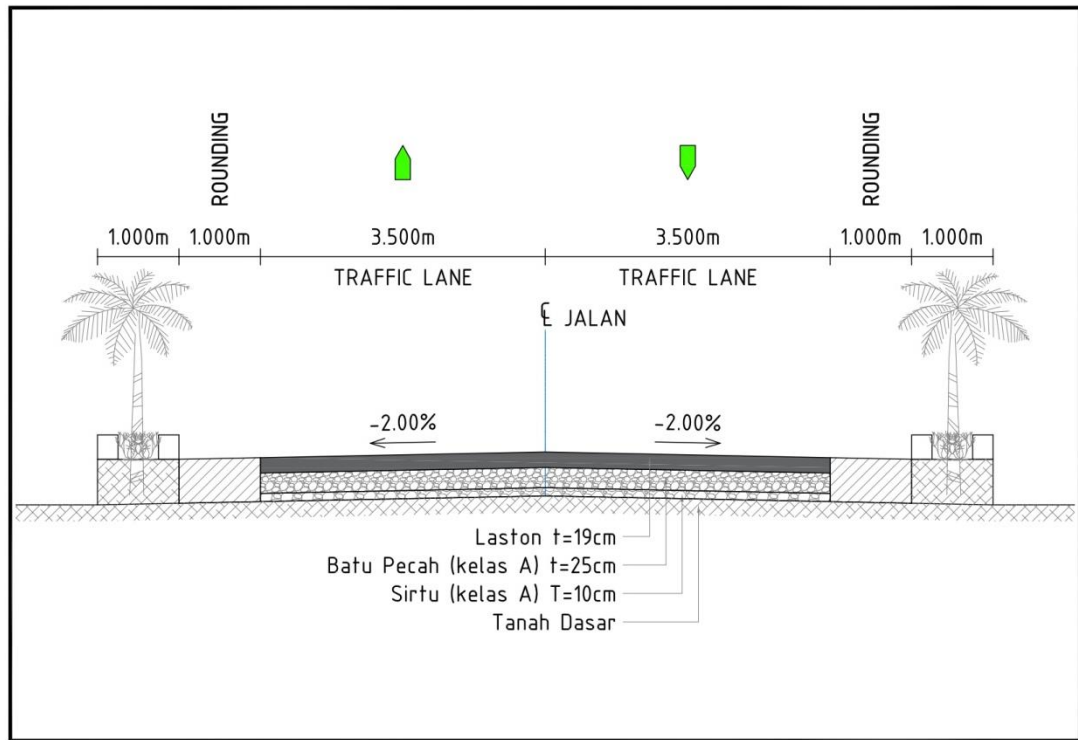 ROUNDING
ROUNDING
1.000m 1.000m 3.500m 3.500m 1.000m 1.000m
TRAFFIC LANE TRAFFIC LANE
℄ JALAN
-2.00% -2.00%
Laston t=19cm
Batu Pecah (kelas A) t=25cm
Sirtu (kelas A) T=10cm
Tanah Dasar